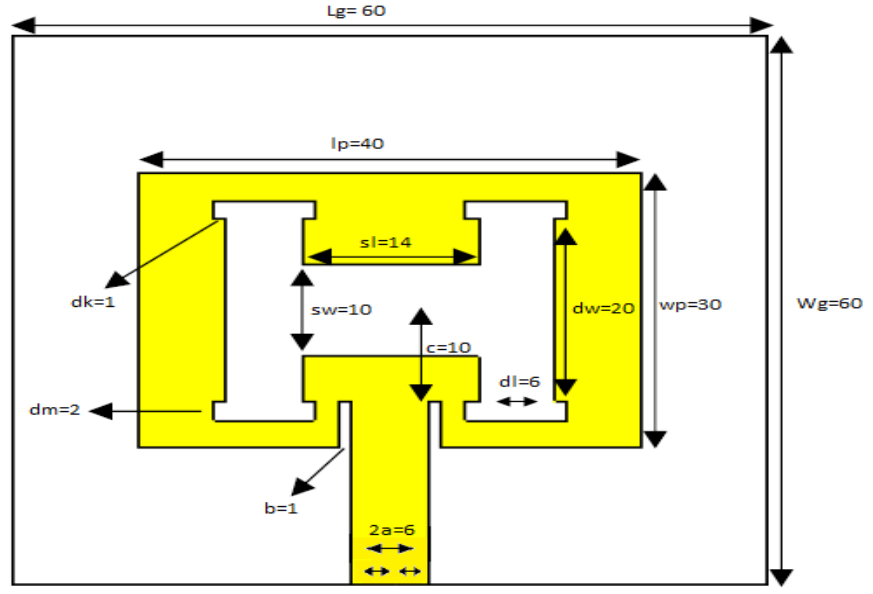 Lg= 60
lp=40
sl=14
dk=1
sw=10
dw=20
wp=30
Wg=60
c=10
dl=6
dm=2
b=1
2a=6